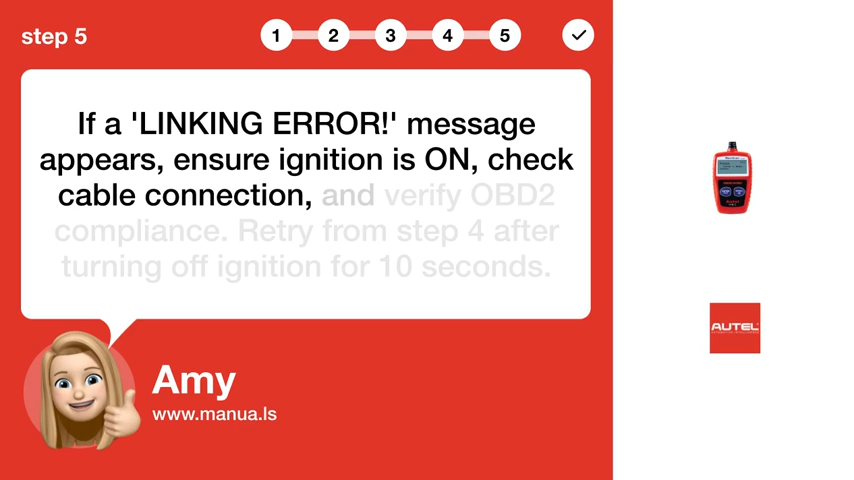 step 5
1 2 3 4 5
If a 'LINKING ERROR!' message
appears, ensure ignition is ON, check
cable connection, and verify OBD2
compliance. Retry from step 4 after
turning off ignition for 10 seconds.
Amy
www.manua.ls
AUTEL